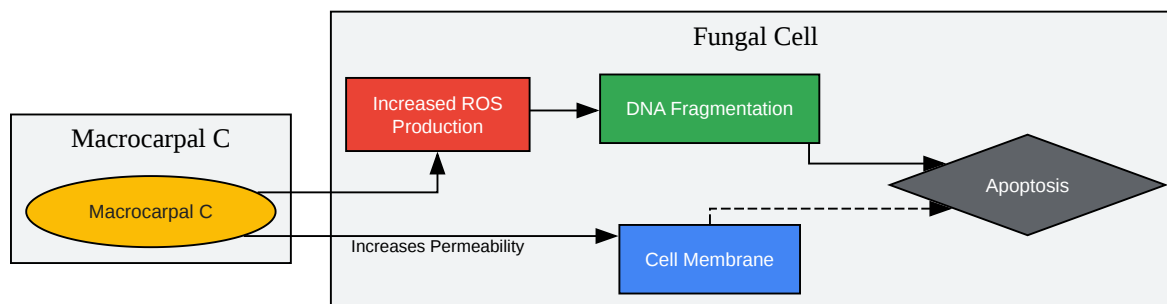 Fungal Cell
Increased ROS
Production
DNA Fragmentation
Macrocarpal C
Macrocarpal C
Apoptosis
Increases Permeability
Cell Membrane